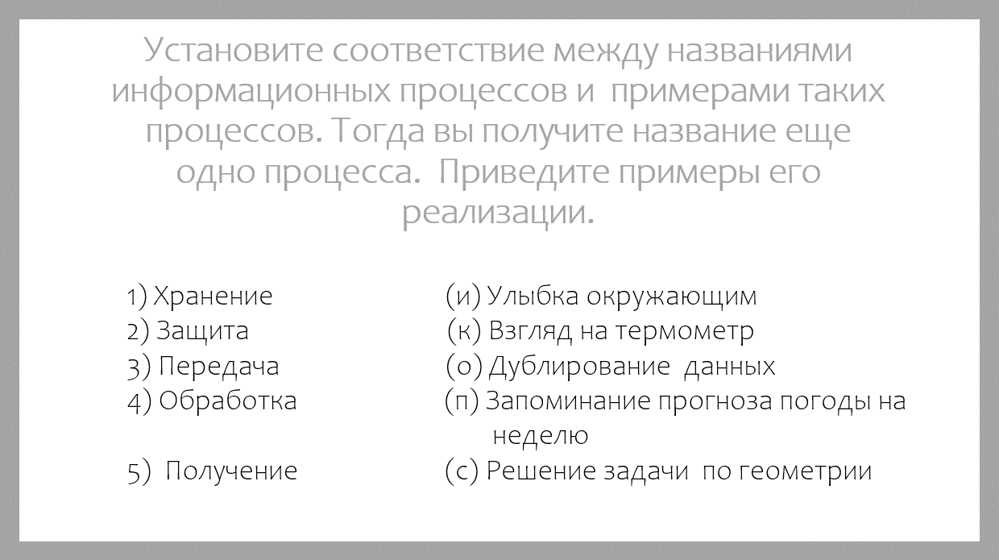 Установите соответствие между названиями
информационных процессов и примерами таких
процессов. Тогда вы получите название еще
одно процесса. Приведите примеры его
реализации.
1) Хранение
2) Защита
3) Передача
4) Обработка
5) Получение
(и) Улыбка окружающим
(к) Взгляд на термометр
(о) Дублирование данных
(п) Запоминание прогноза погоды на
неделю
(с) Решение задачи по геометрии